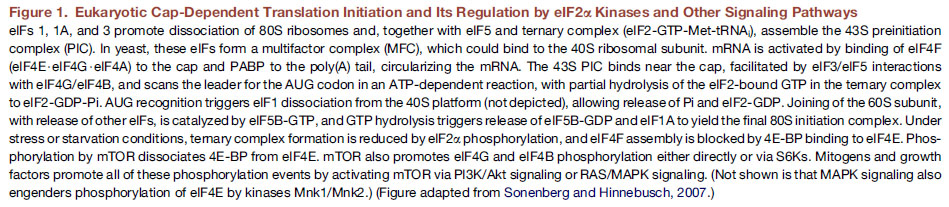 Figure 1. Eukaryotic Cap-Dependent Translation Initiation and Its Regulation by eIF2α Kinases and Other Signaling Pathways
eIFs 1, 1A, and 3 promote dissociation of 80S ribosomes and, together with eIF5 and ternary complex (eIF2-GTP-Met-tRNAᵢ), assemble the 43S preinitiation
complex (PIC). In yeast, these eIFs form a multifactor complex (MFC), which could bind to the 40S ribosomal subunit. mRNA is activated by binding of eIF4F
(eIF4E·eIF4G·eIF4A) to the cap and PABP to the poly(A) tail, circularizing the mRNA. The 43S PIC binds near the cap, facilitated by eIF3/eIF5 interactions
with eIF4G/eIF4B, and scans the leader for the AUG codon in an ATP-dependent reaction, with partial hydrolysis of the eIF2-bound GTP in the ternary complex
to eIF2-GDP-Pi. AUG recognition triggers eIF1 dissociation from the 40S platform (not depicted), allowing release of Pi and eIF2-GDP. Joining of the 60S subunit,
with release of other eIFs, is catalyzed by eIF5B-GTP, and GTP hydrolysis triggers release of eIF5B-GDP and eIF1A to yield the final 80S initiation complex. Under
stress or starvation conditions, ternary complex formation is reduced by eIF2α phosphorylation, and eIF4F assembly is blocked by 4E-BP binding to eIF4E. Phos-
phorylation by mTOR dissociates 4E-BP from eIF4E. mTOR also promotes eIF4G and eIF4B phosphorylation either directly or via S6Ks. Mitogens and growth
factors promote all of these phosphorylation events by activating mTOR via PI3K/Akt signaling or RAS/MAPK signaling. (Not shown is that MAPK signaling also
engenders phosphorylation of eIF4E by kinases Mnk1/Mnk2.) (Figure adapted from Sonenberg and Hinnebusch, 2007.)